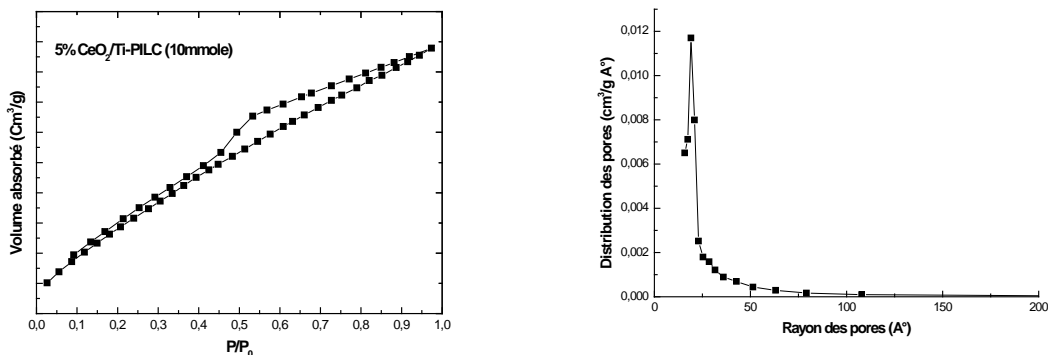 5% CeO2/Ti-PILC (10mmole)
Volume absorbé (Cm³/g)
0,0 0,1 0,2 0,3 0,4 0,5 0,6 0,7 0,8 0,9 1,0
P/P0
Distribution des pores (cm³/g A°)
0,012
0,010
0,008
0,006
0,004
0,002
0,000
0 50 100 150 200
Rayon des pores (A°)